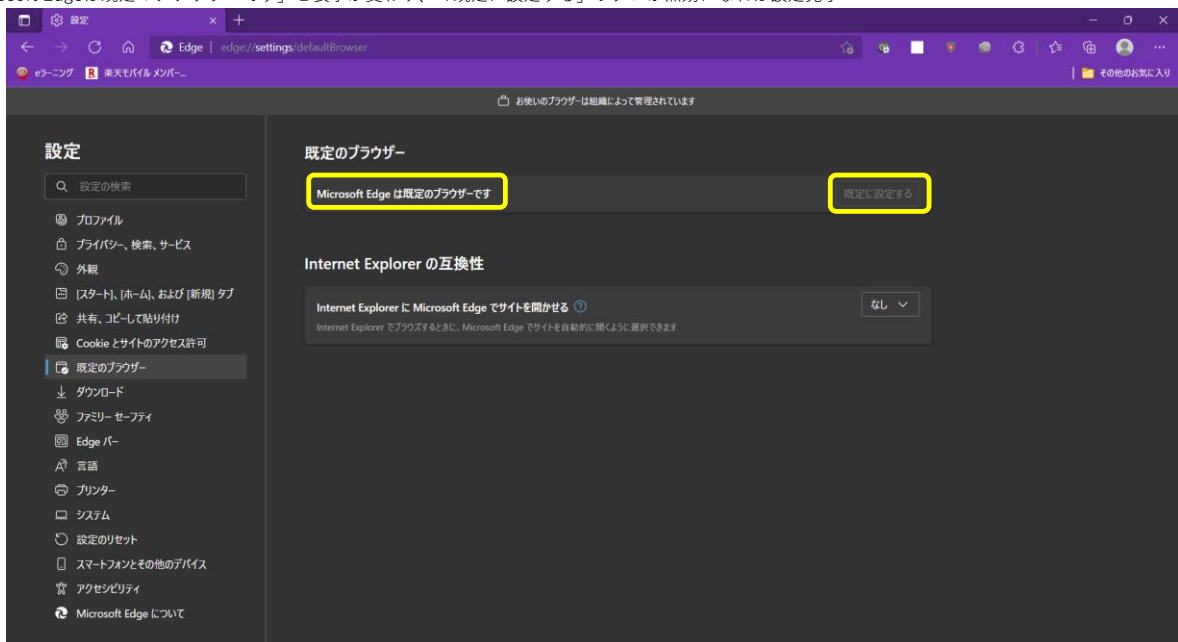 設定
Edge | edge://settings/defaultBrowser
eラーニング 楽天モバイル メンバー... その他のお気に入り
お使いのブラウザーは組織によって管理されています
設定
設定の検索
プロファイル
プライバシー、検索、サービス
外観
[スタート]、[ホーム]、および [新規] タブ
共有、コピーして貼り付け
Cookie とサイトのアクセス許可
既定のブラウザー
ダウンロード
ファミリー セーフティ
Edge バー
言語
プリンター
システム
設定のリセット
スマートフォンとその他のデバイス
アクセシビリティ
Microsoft Edge について
既定のブラウザー
Microsoft Edge は既定のブラウザーです 既定に設定する
Internet Explorer の互換性
Internet Explorer に Microsoft Edge でサイトを開かせる なし
Internet Explorer でブラウズするときに、Microsoft Edge でサイトを自動的に開くように選択できます